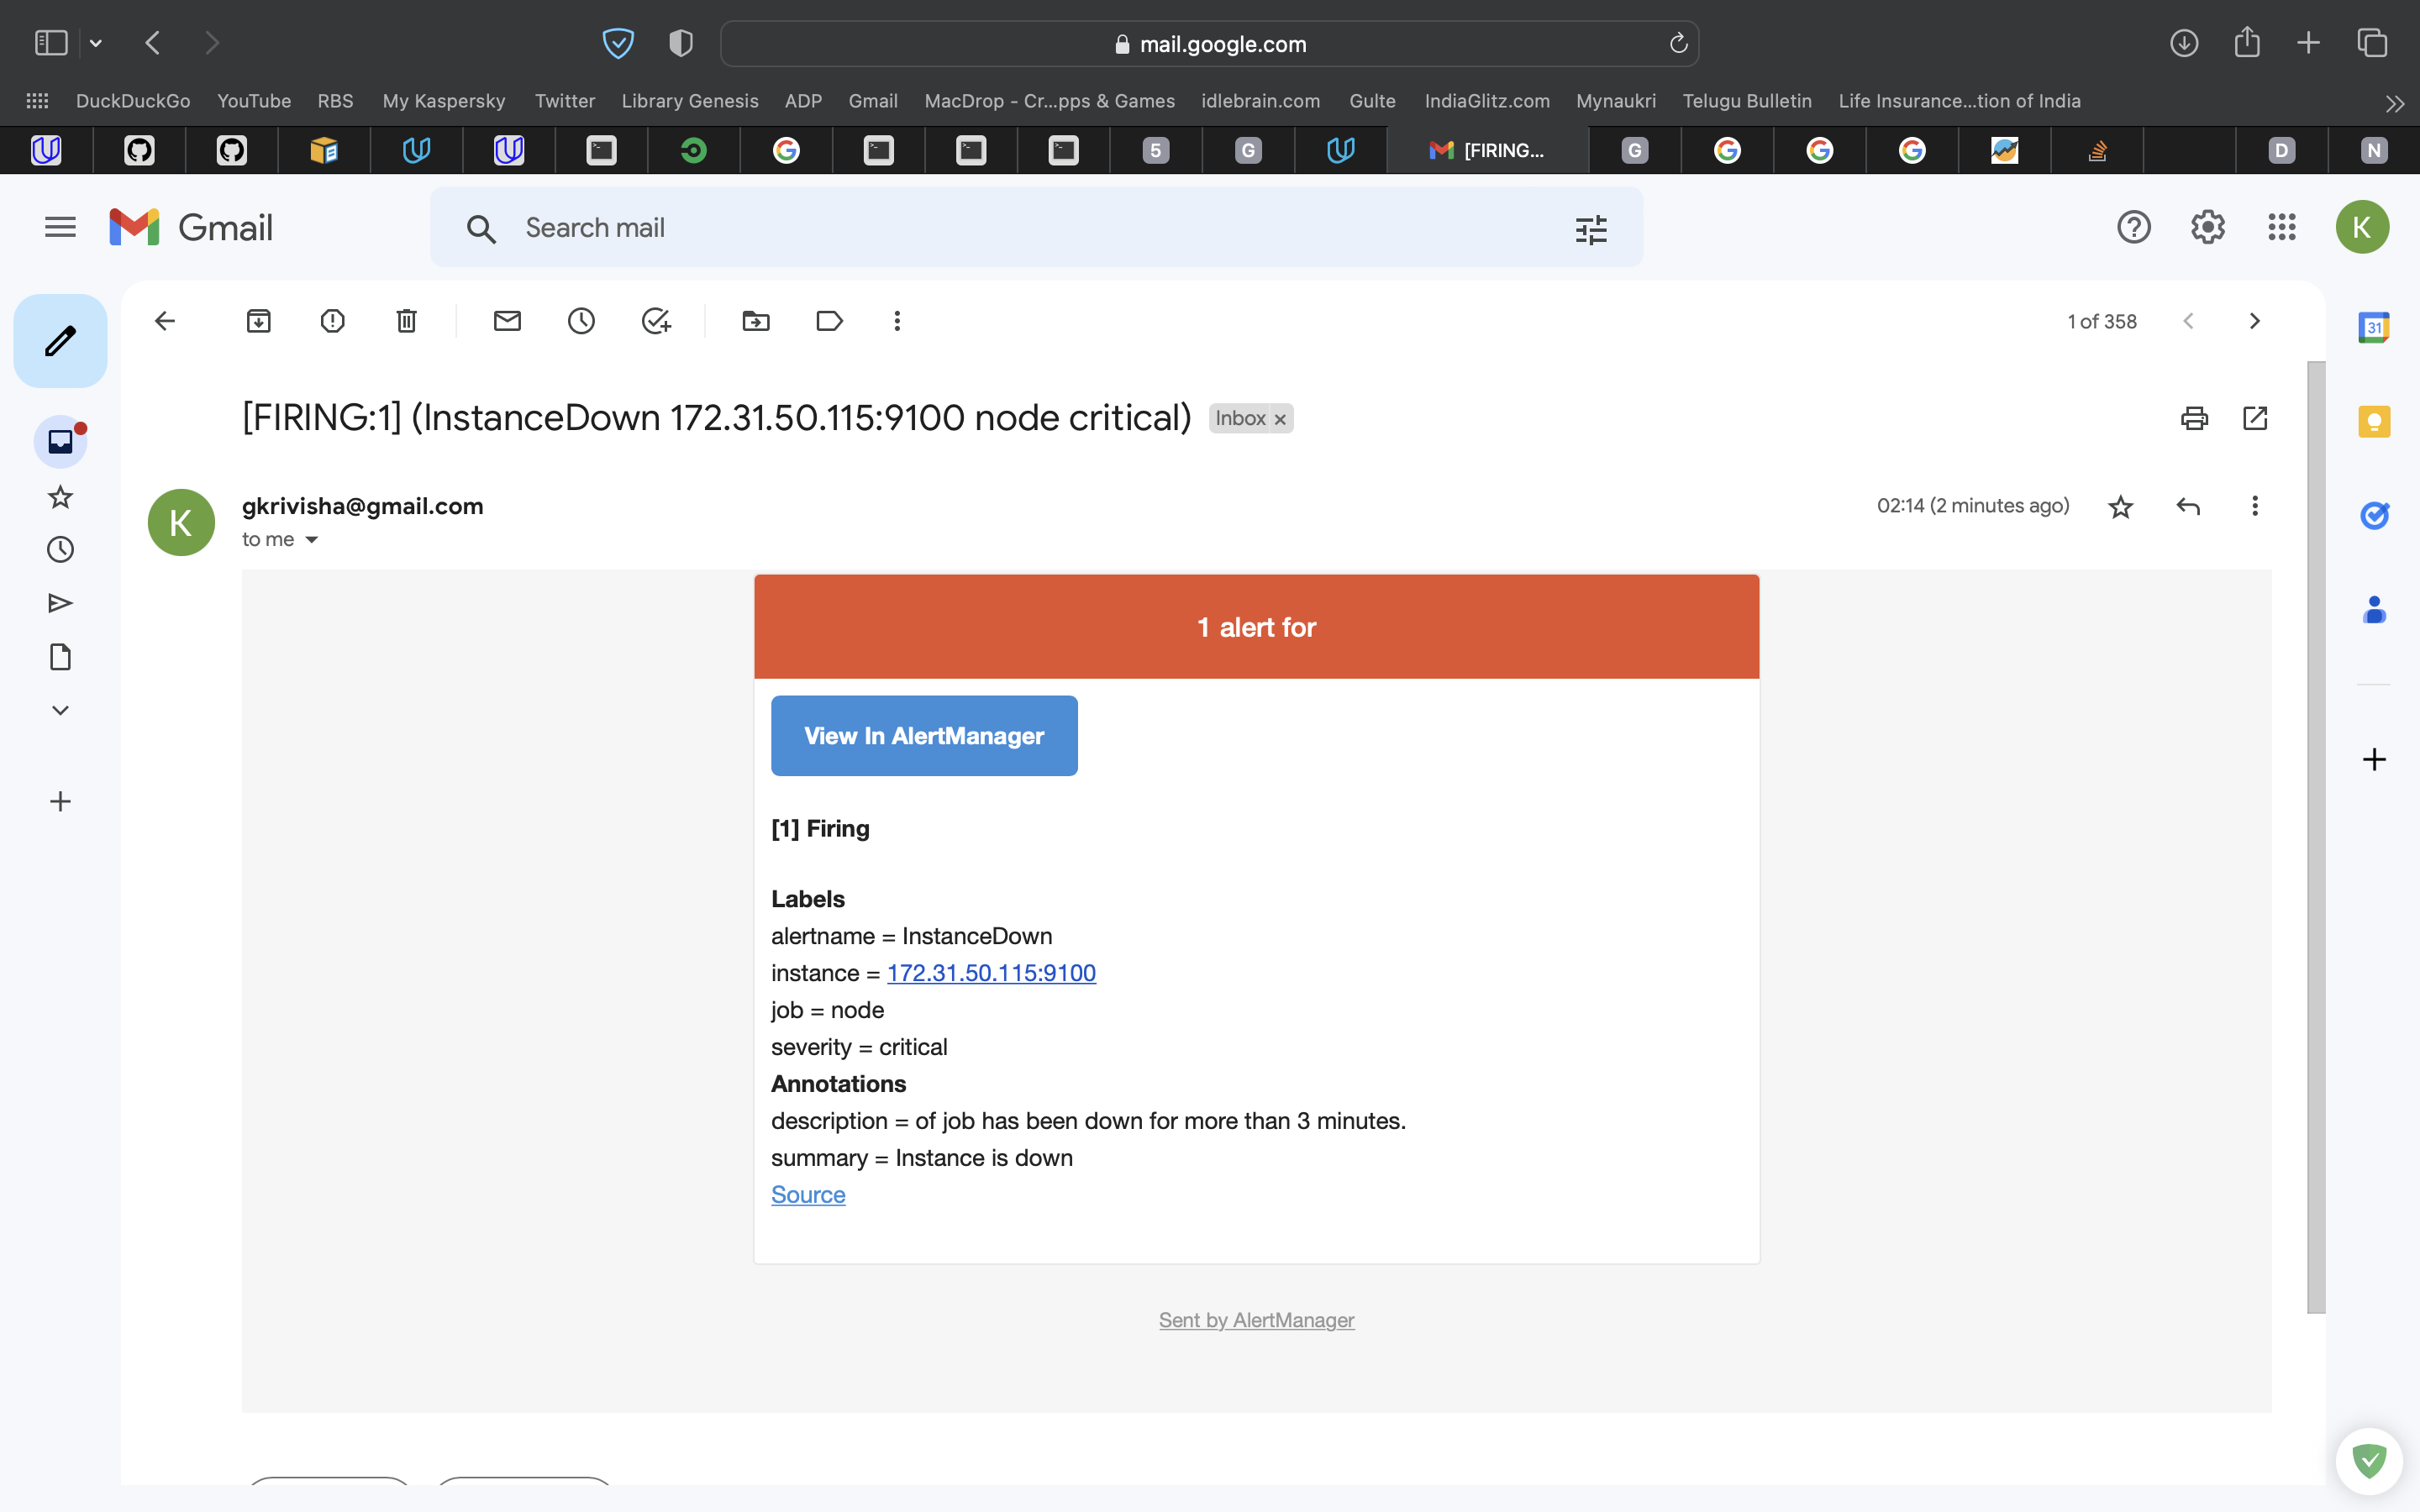 mail.google.com
DuckDuckGo YouTube RBS My Kaspersky Twitter Library Genesis ADP Gmail MacDrop - Cr...pps & Games idlebrain.com Gulte IndiaGlitz.com Mynaukri Telugu Bulletin Life Insurance...tion of India
5 G [FIRING... G D N
Gmail
Search mail
K
1 of 358
31
[FIRING:1] (InstanceDown 172.31.50.115:9100 node critical) Inbox ×
K
gkrivisha@gmail.com
02:14 (2 minutes ago)
to me
1 alert for
View In AlertManager
[1] Firing
Labels
alertname = InstanceDown
instance = 172.31.50.115:9100
job = node
severity = critical
Annotations
description = of job has been down for more than 3 minutes.
summary = Instance is down
Source
Sent by AlertManager